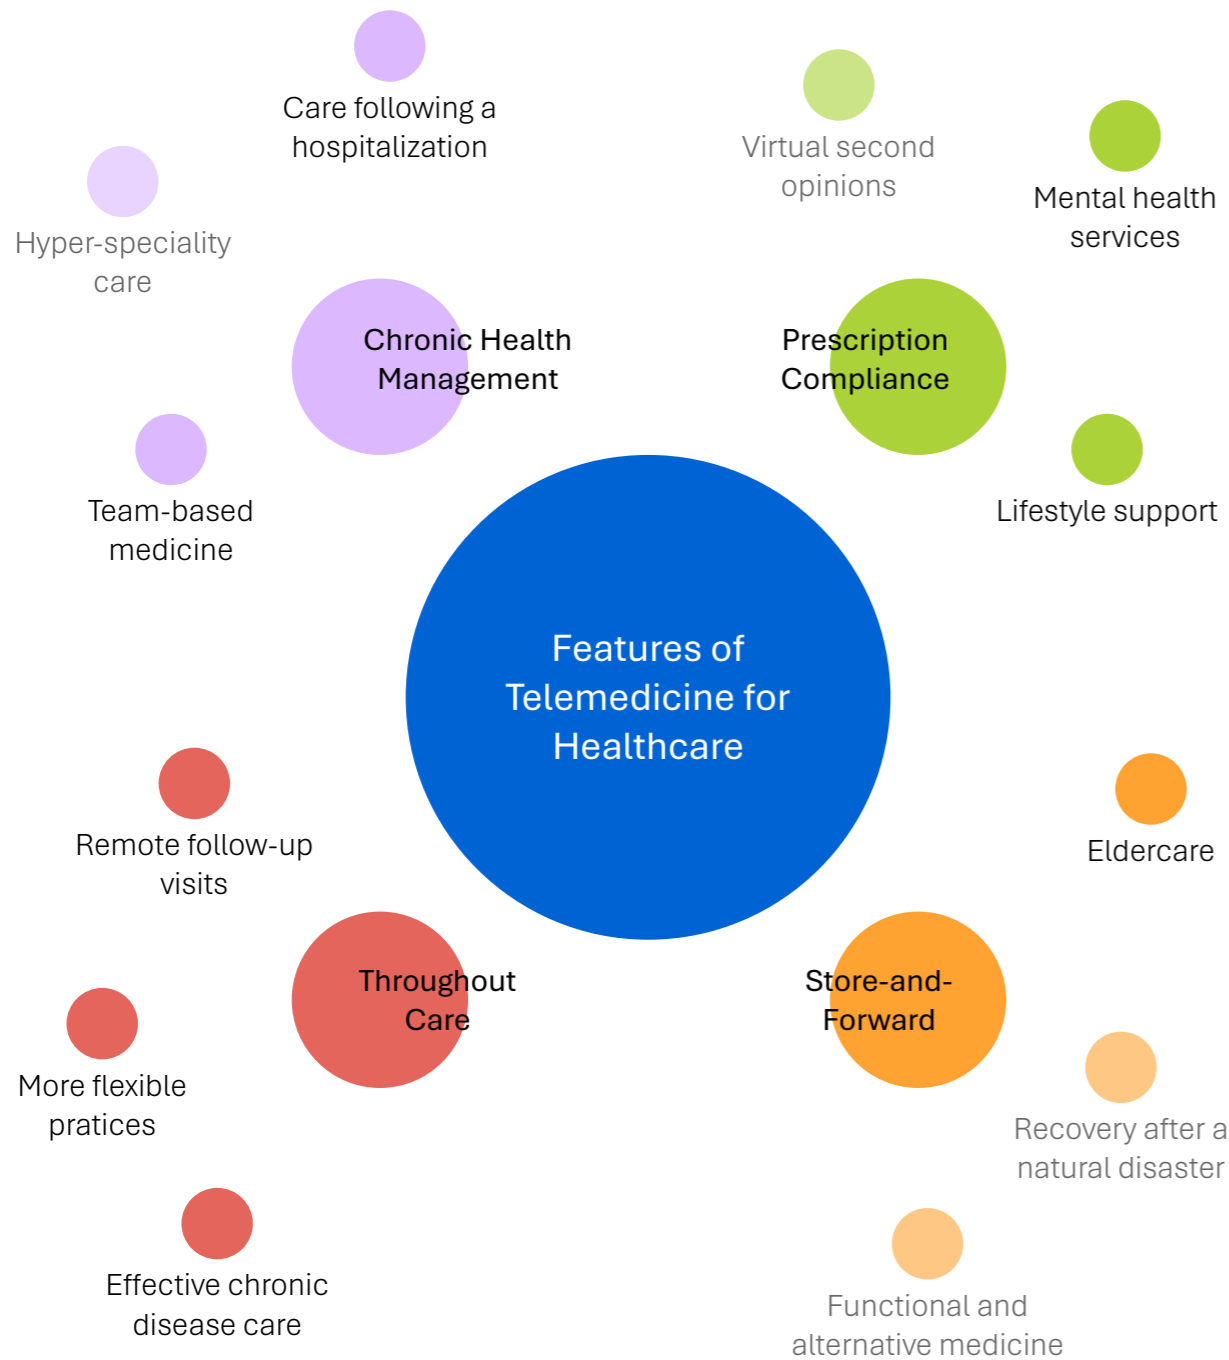 Care following a
hospitalization
Virtual second
opinions
Mental health
services
Hyper-speciality
care
Chronic Health
Management
Prescription
Compliance
Team-based
medicine
Lifestyle support
Features of
Telemedicine for
Healthcare
Remote follow-up
visits
Eldercare
Throughout
Care
Store-and-
Forward
More flexible
pratices
Recovery after a
natural disaster
Effective chronic
disease care
Functional and
alternative medicine